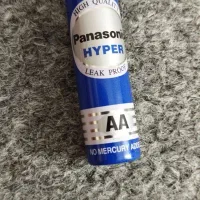 HIGH QUALITY
Panasonic
HYPER
LEAK PROOF
AA
NO MERCURY ADDED